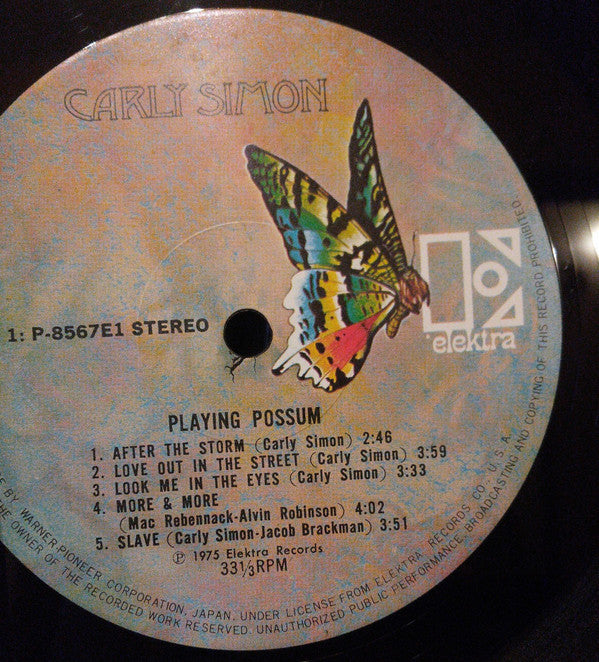 CARLY SIMON
elektra
1: P-8567E1 STEREO
PLAYING POSSUM
1. AFTER THE STORM (Carly Simon) 2:46
2. LOVE OUT IN THE STREET (Carly Simon) 3:59
3. LOOK ME IN THE EYES (Carly Simon) 3:33
4. MORE & MORE
(Mac Rebennack-Alvin Robinson) 4:02
5. SLAVE (Carly Simon-Jacob Brackman) 3:51
Ⓟ 1975 Elektra Records
33⅓RPM
BY WARNER-PIONEER CORPORATION, JAPAN, UNDER LICENSE FROM ELEKTRA RECORDS CO., U.S.A.
THE OWNER OF THE RECORDED WORK RESERVED. UNAUTHORIZED PUBLIC PERFORMANCE, BROADCASTING AND COPYING OF THIS RECORD PROHIBITED.